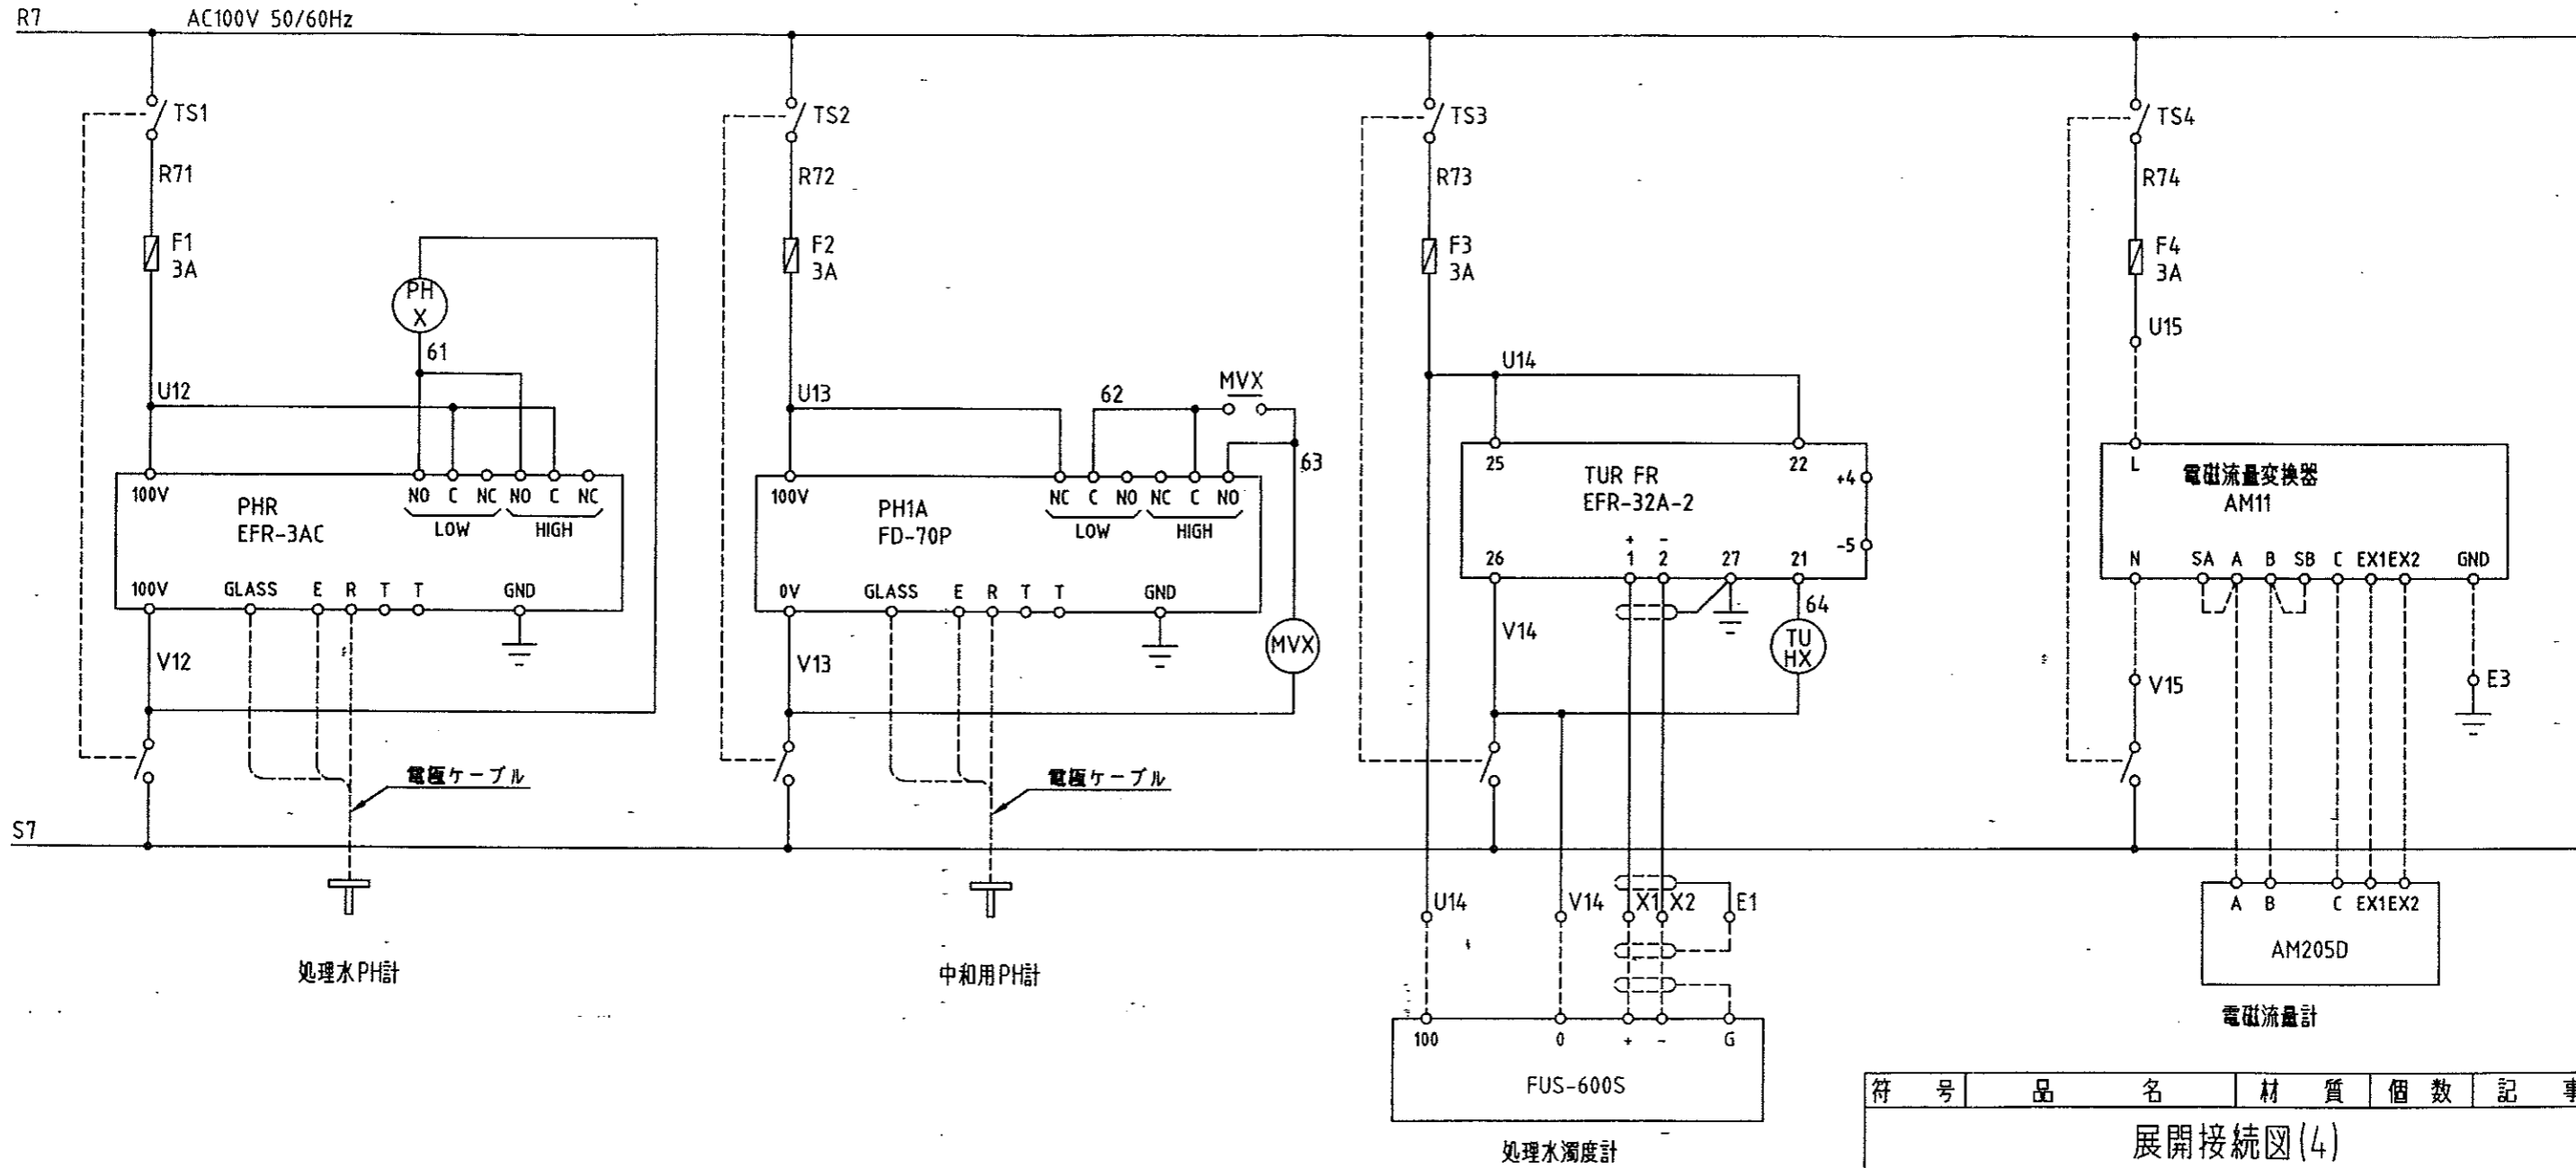 R7 AC100V 50/60Hz
TS1
R71
F1
3A
PH
X
61
U12
100V
NO C NC NO C NC
PHR
EFR-3AC
LOW HIGH
100V GLASS E R T T GND
V12
電極ケーブル
処理水PH計
TS2
R72
F2
3A
U13
62
MVX
63
100V
NC C NO NC C NO
PH1A
FD-70P
LOW HIGH
0V GLASS E R T T GND
V13
MVX
電極ケーブル
中和用PH計
TS3
R73
F3
3A
U14
25 22
TUR FR
EFR-32A-2
+4
-5
+ -
26 1 2 27 21
V14
64
TU
HX
U14 V14 X1 X2 E1
100 0 + - G
FUS-600S
処理水濁度計
TS4
R74
F4
3A
U15
L
電磁流量変換器
AM11
N SA A B SB C EX1 EX2 GND
V15
E3
A B C EX1 EX2
AM205D
電磁流量計
S7
符号 品名 材質 個数 記事
展開接続図(4)